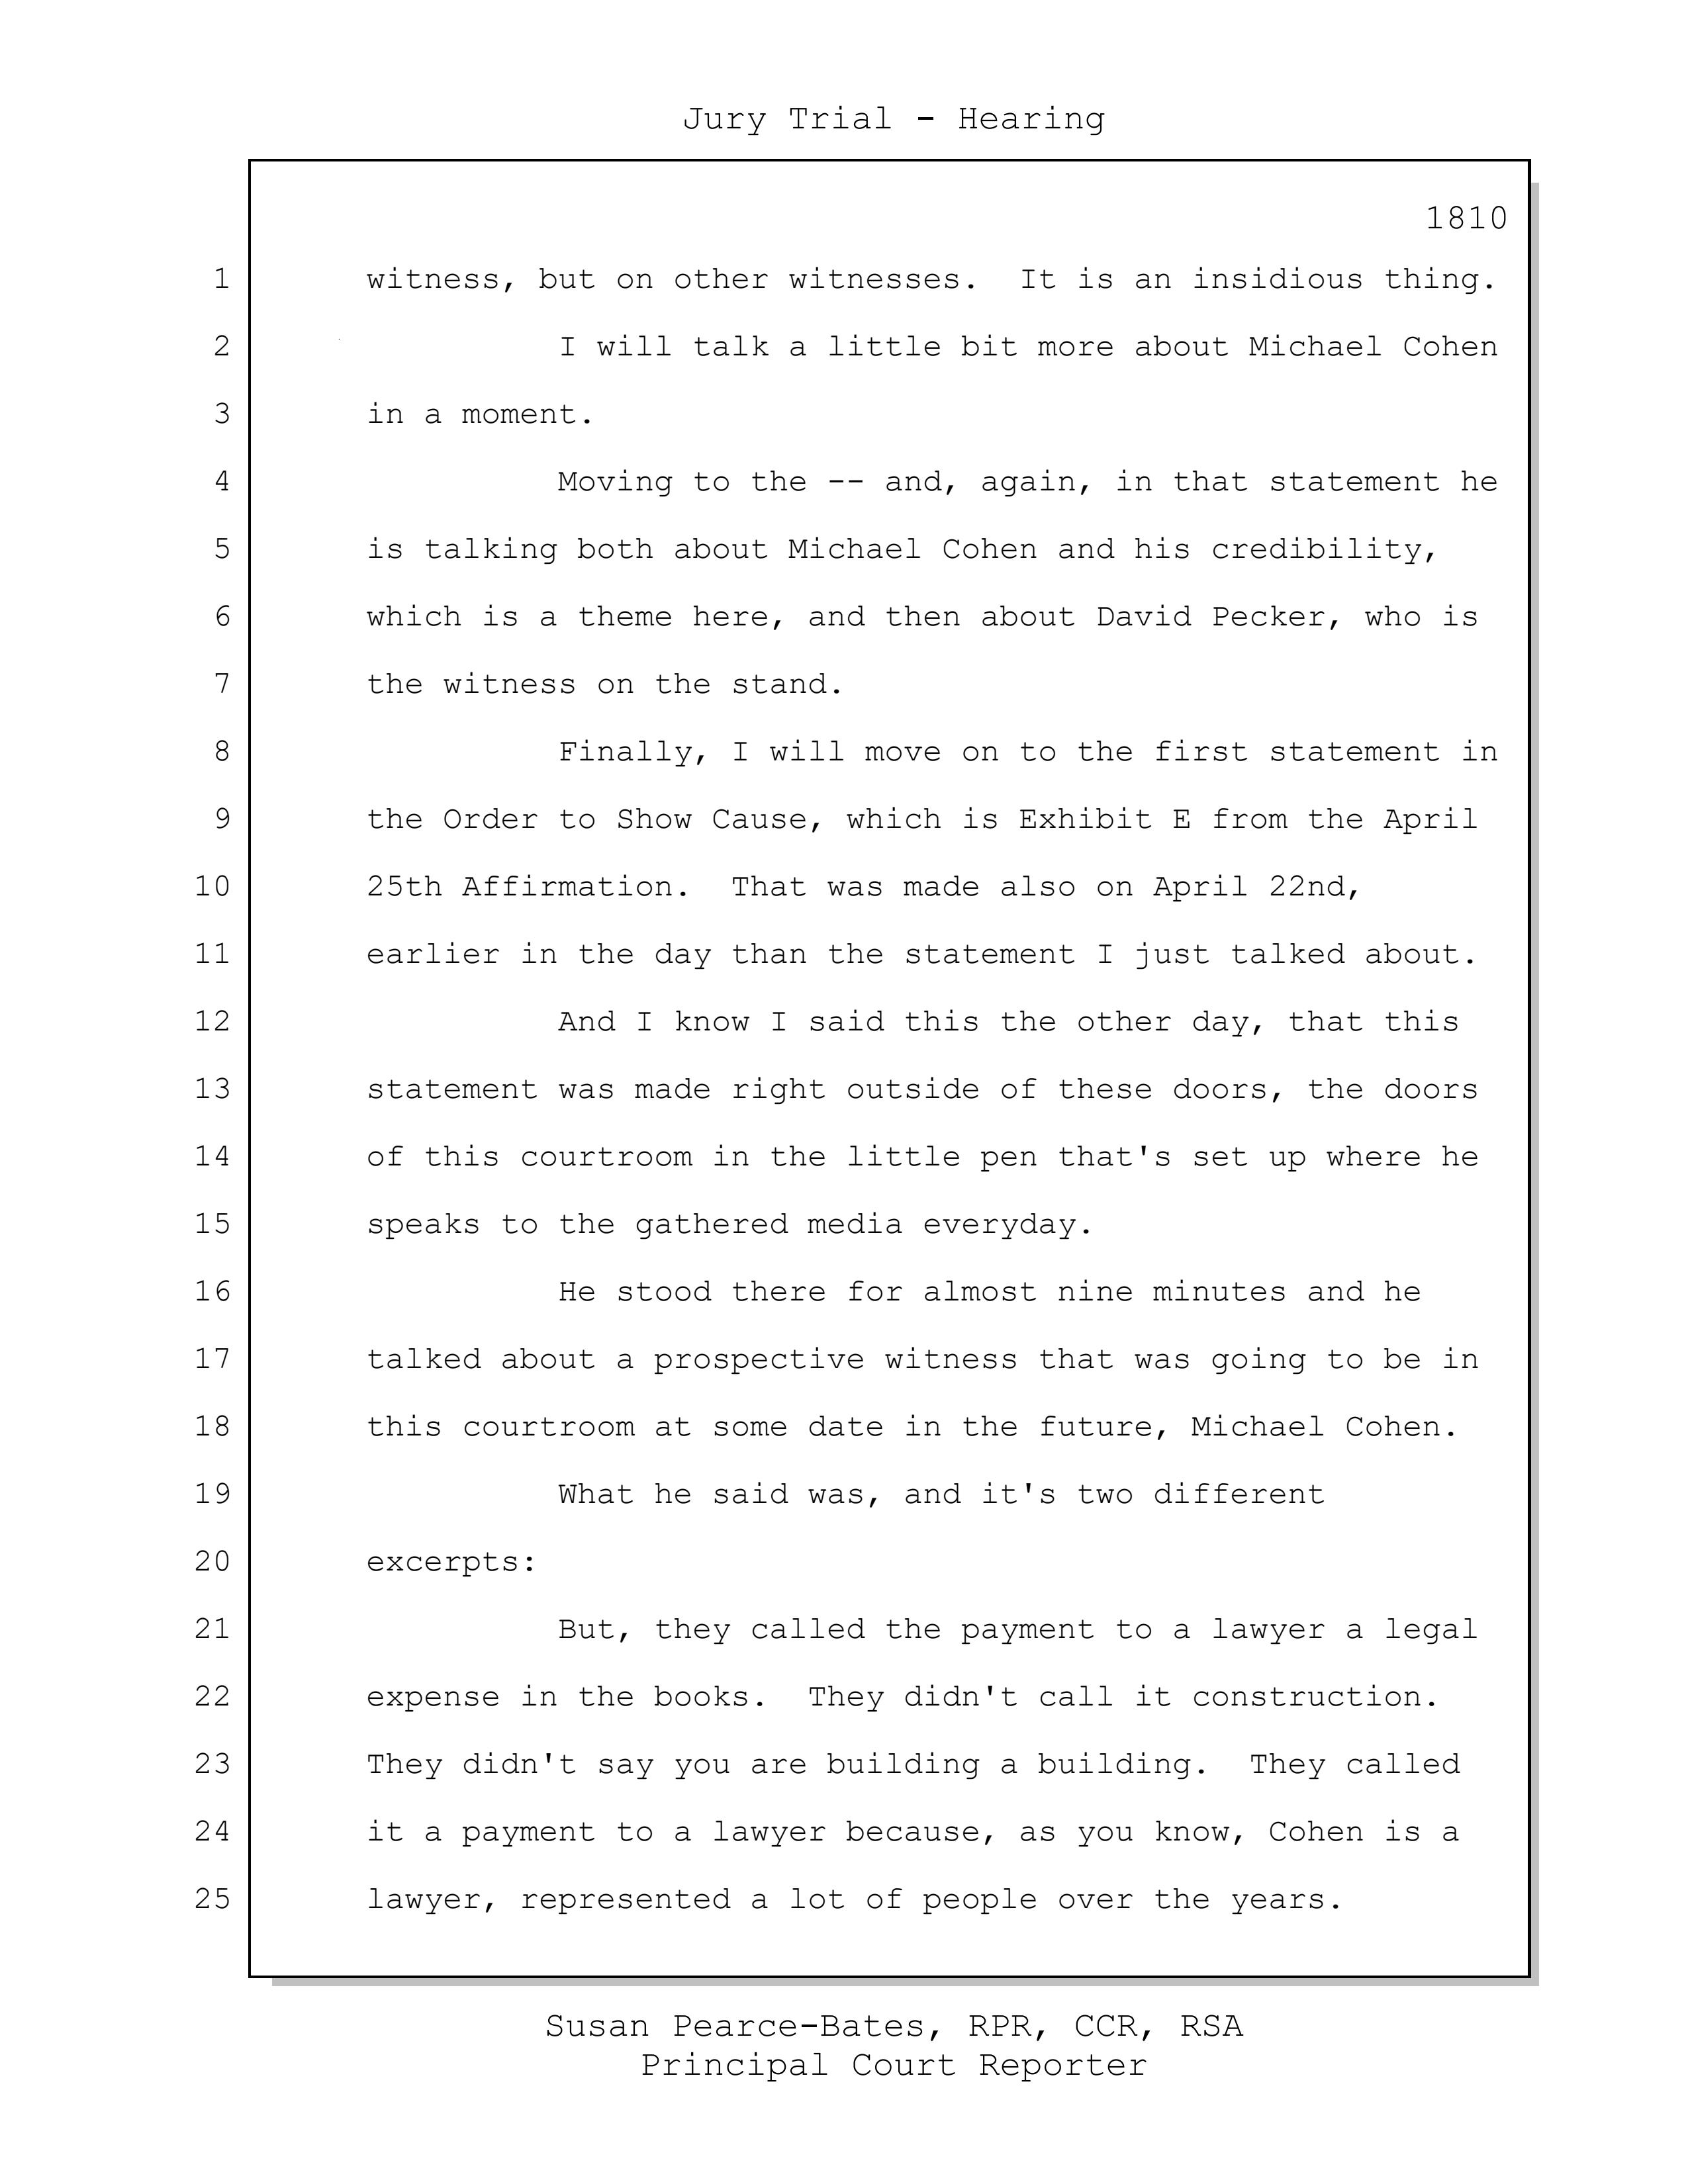 Jury Trial - Hearing
1810
1 witness, but on other witnesses.  It is an insidious thing.
2 I will talk a little bit more about Michael Cohen
3 in a moment.
4 Moving to the -- and, again, in that statement he
5 is talking both about Michael Cohen and his credibility,
6 which is a theme here, and then about David Pecker, who is
7 the witness on the stand.
8 Finally, I will move on to the first statement in
9 the Order to Show Cause, which is Exhibit E from the April
10 25th Affirmation.  That was made also on April 22nd,
11 earlier in the day than the statement I just talked about.
12 And I know I said this the other day, that this
13 statement was made right outside of these doors, the doors
14 of this courtroom in the little pen that's set up where he
15 speaks to the gathered media everyday.
16 He stood there for almost nine minutes and he
17 talked about a prospective witness that was going to be in
18 this courtroom at some date in the future, Michael Cohen.
19 What he said was, and it's two different
20 excerpts:
21 But, they called the payment to a lawyer a legal
22 expense in the books.  They didn't call it construction.
23 They didn't say you are building a building.  They called
24 it a payment to a lawyer because, as you know, Cohen is a
25 lawyer, represented a lot of people over the years.
Susan Pearce-Bates, RPR, CCR, RSA
Principal Court Reporter